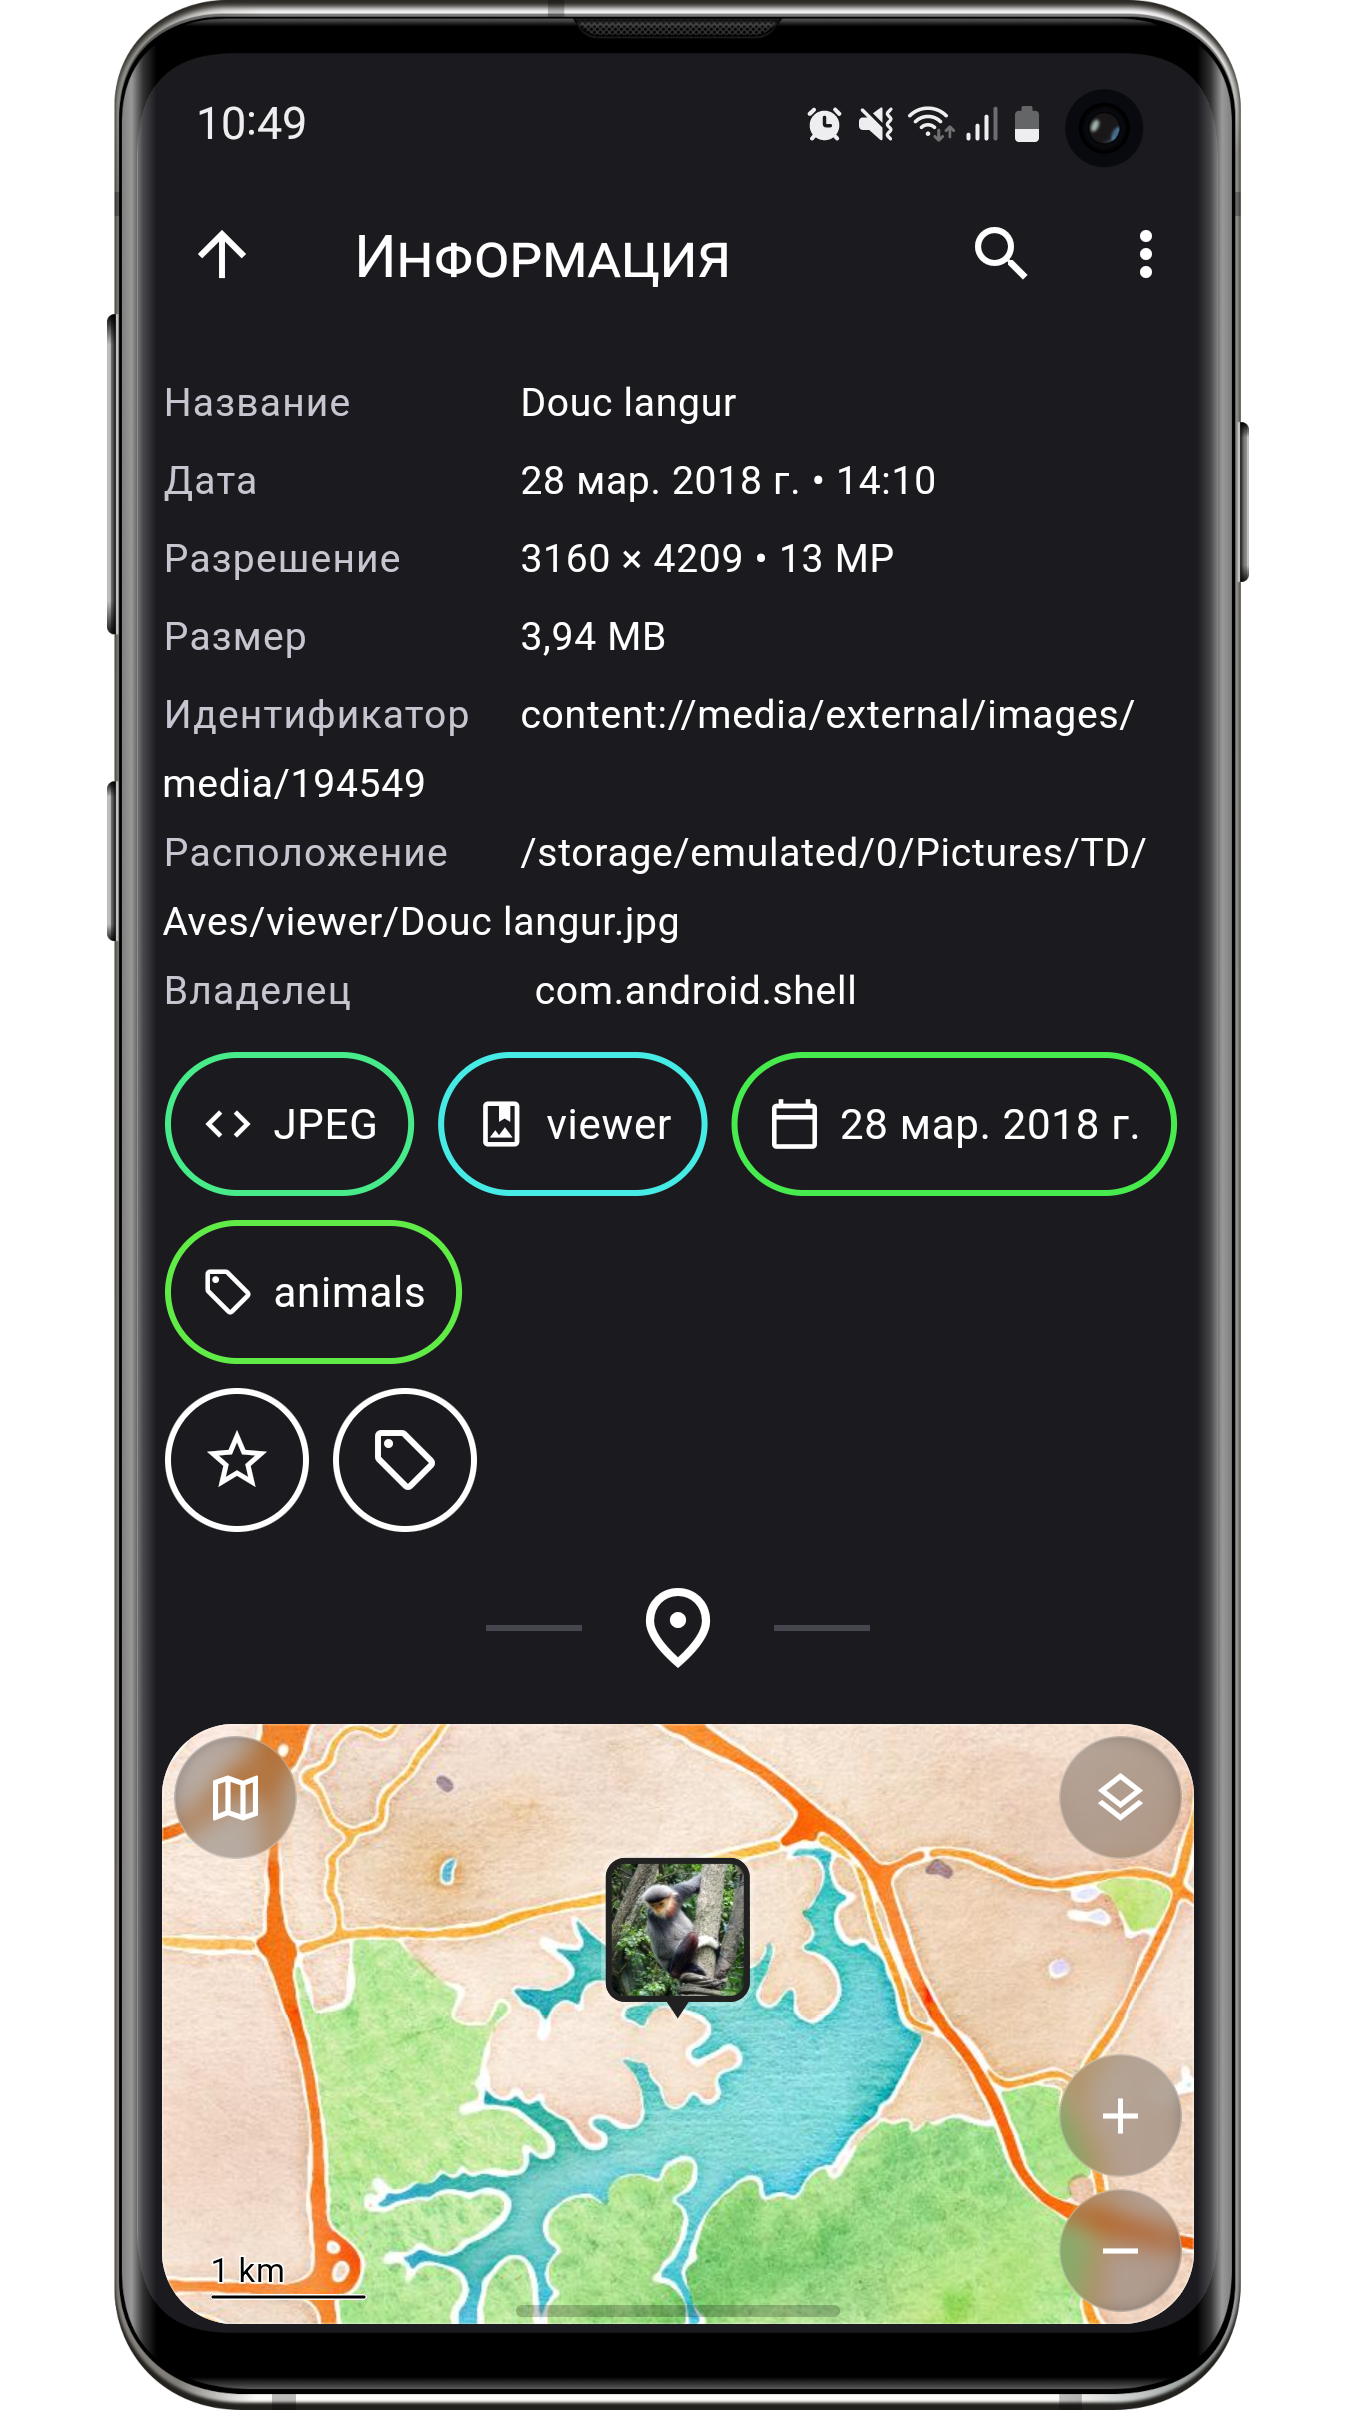 10:49
Информация
Название Douc langur
Дата 28 мар. 2018 г. • 14:10
Разрешение 3160 × 4209 • 13 MP
Размер 3,94 MB
Идентификатор content://media/external/images/
media/194549
Расположение /storage/emulated/0/Pictures/TD/
Aves/viewer/Douc langur.jpg
Владелец com.android.shell
JPEG viewer 28 мар. 2018 г.
animals
1 km